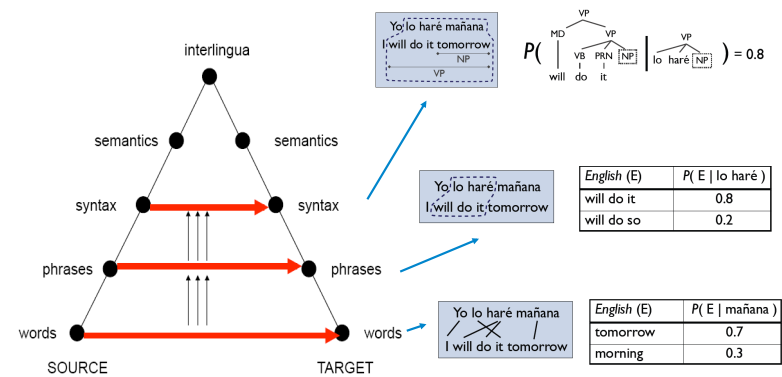 interlingua
semantics semantics
syntax syntax
phrases phrases
words words
SOURCE TARGET
Yo lo haré mañana
I will do it tomorrow
NP
VP
VP
MD VP
VB PRN NP
will do it
P(
VP
lo haré NP
) = 0.8
Yo lo haré mañana
I will do it tomorrow
English (E) P( E | lo haré )
will do it 0.8
will do so 0.2
Yo lo haré mañana
I will do it tomorrow
English (E) P( E | mañana )
tomorrow 0.7
morning 0.3